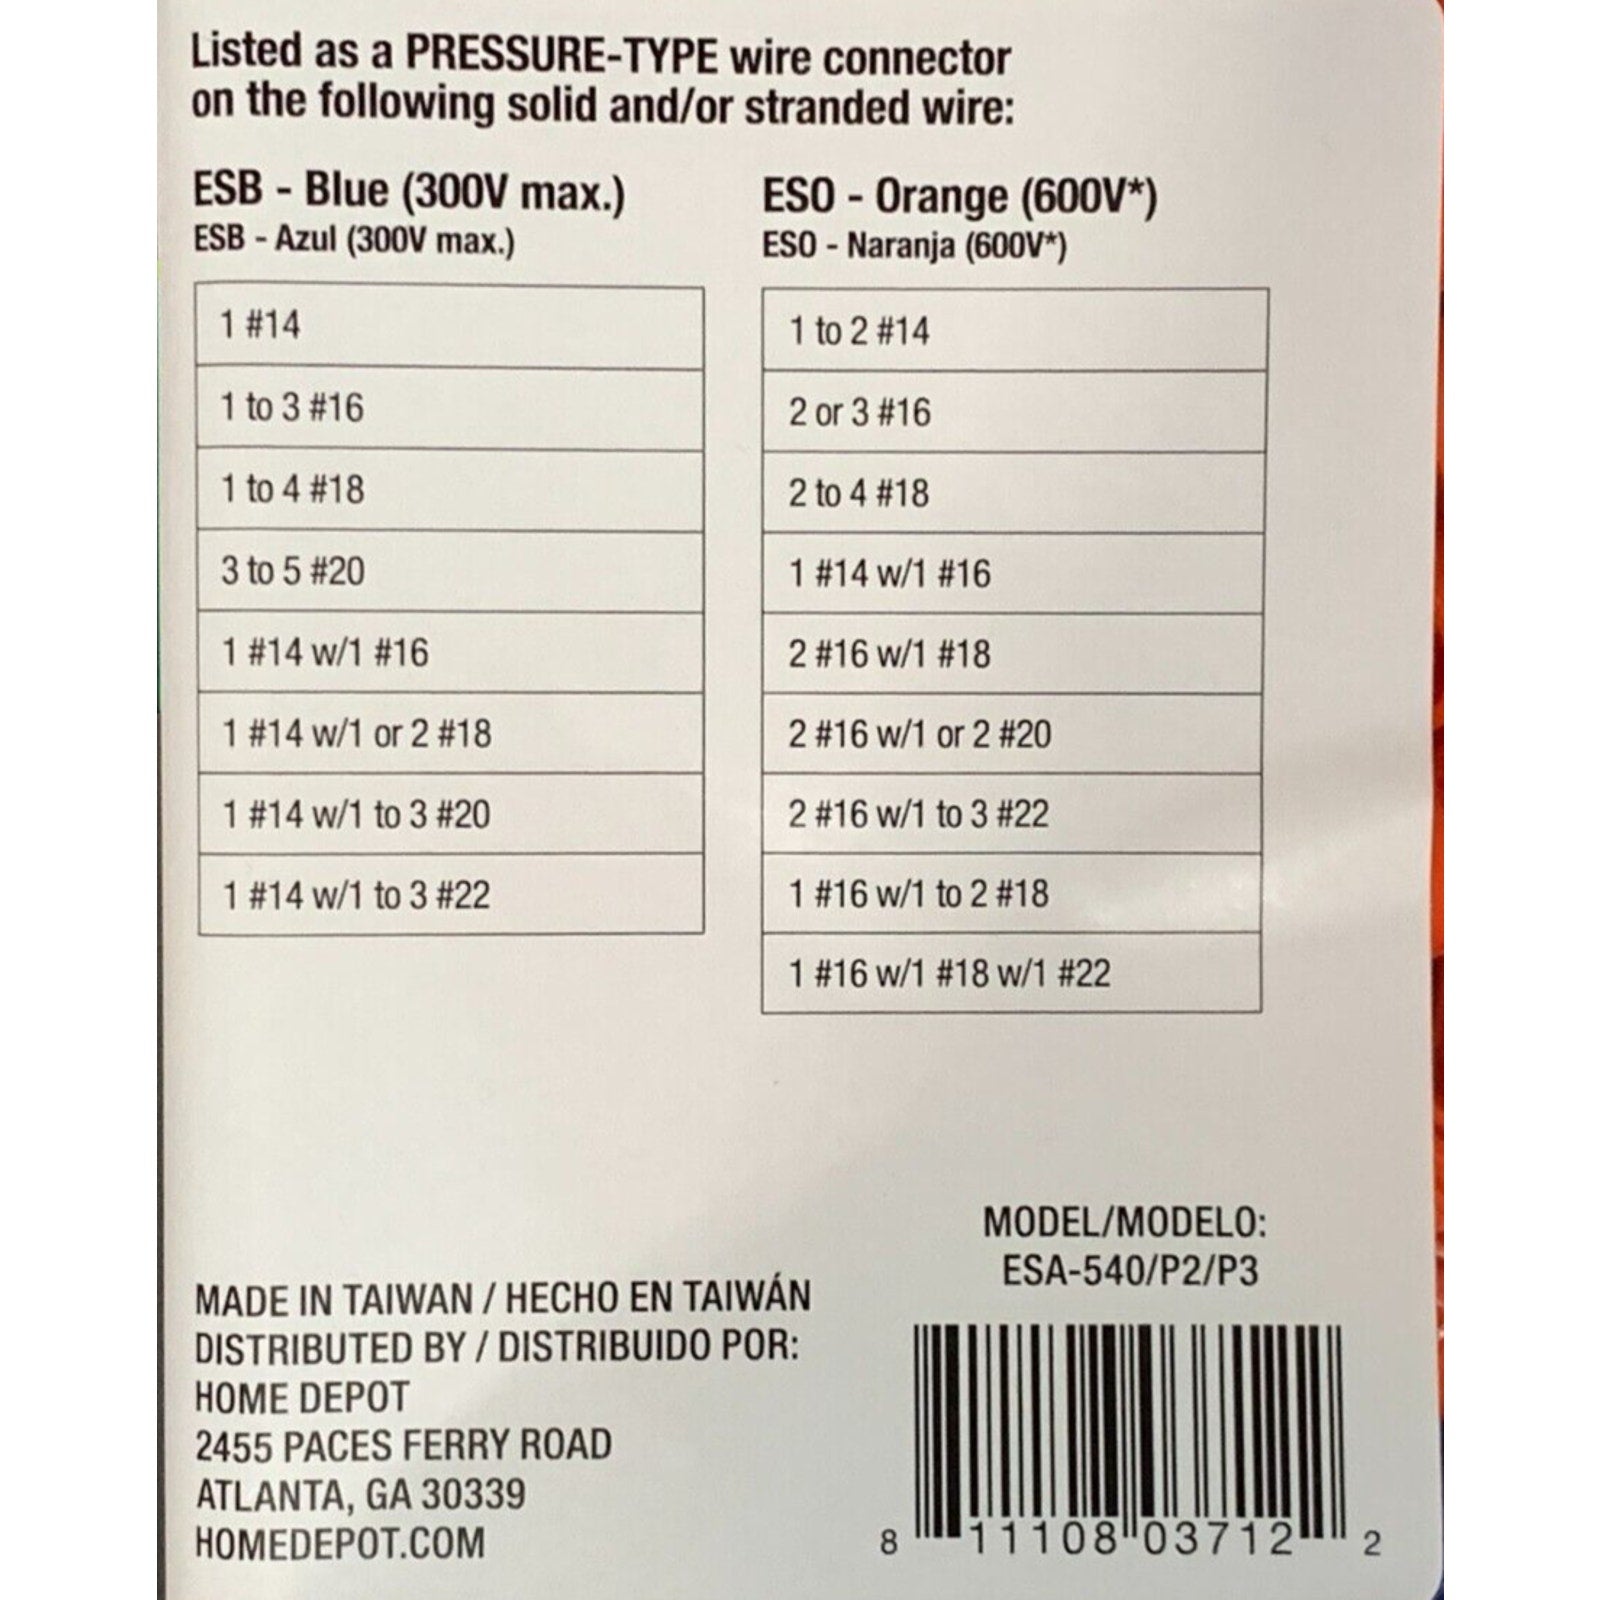 Listed as a PRESSURE-TYPE wire connector
on the following solid and/or stranded wire:
ESB - Blue (300V max.)
ESB - Azul (300V max.)
1 #14
1 to 3 #16
1 to 4 #18
3 to 5 #20
1 #14 w/1 #16
1 #14 w/1 or 2 #18
1 #14 w/1 to 3 #20
1 #14 w/1 to 3 #22
ESO - Orange (600V*)
ESO - Naranja (600V*)
1 to 2 #14
2 or 3 #16
2 to 4 #18
1 #14 w/1 #16
2 #16 w/1 #18
2 #16 w/1 or 2 #20
2 #16 w/1 to 3 #22
1 #16 w/1 to 2 #18
1 #16 w/1 #18 w/1 #22
MADE IN TAIWAN / HECHO EN TAIWÁN
DISTRIBUTED BY / DISTRIBUIDO POR:
HOME DEPOT
2455 PACES FERRY ROAD
ATLANTA, GA 30339
HOMEDEPOT.COM
MODEL/MODELO:
ESA-540/P2/P3
8 11108 03712 2